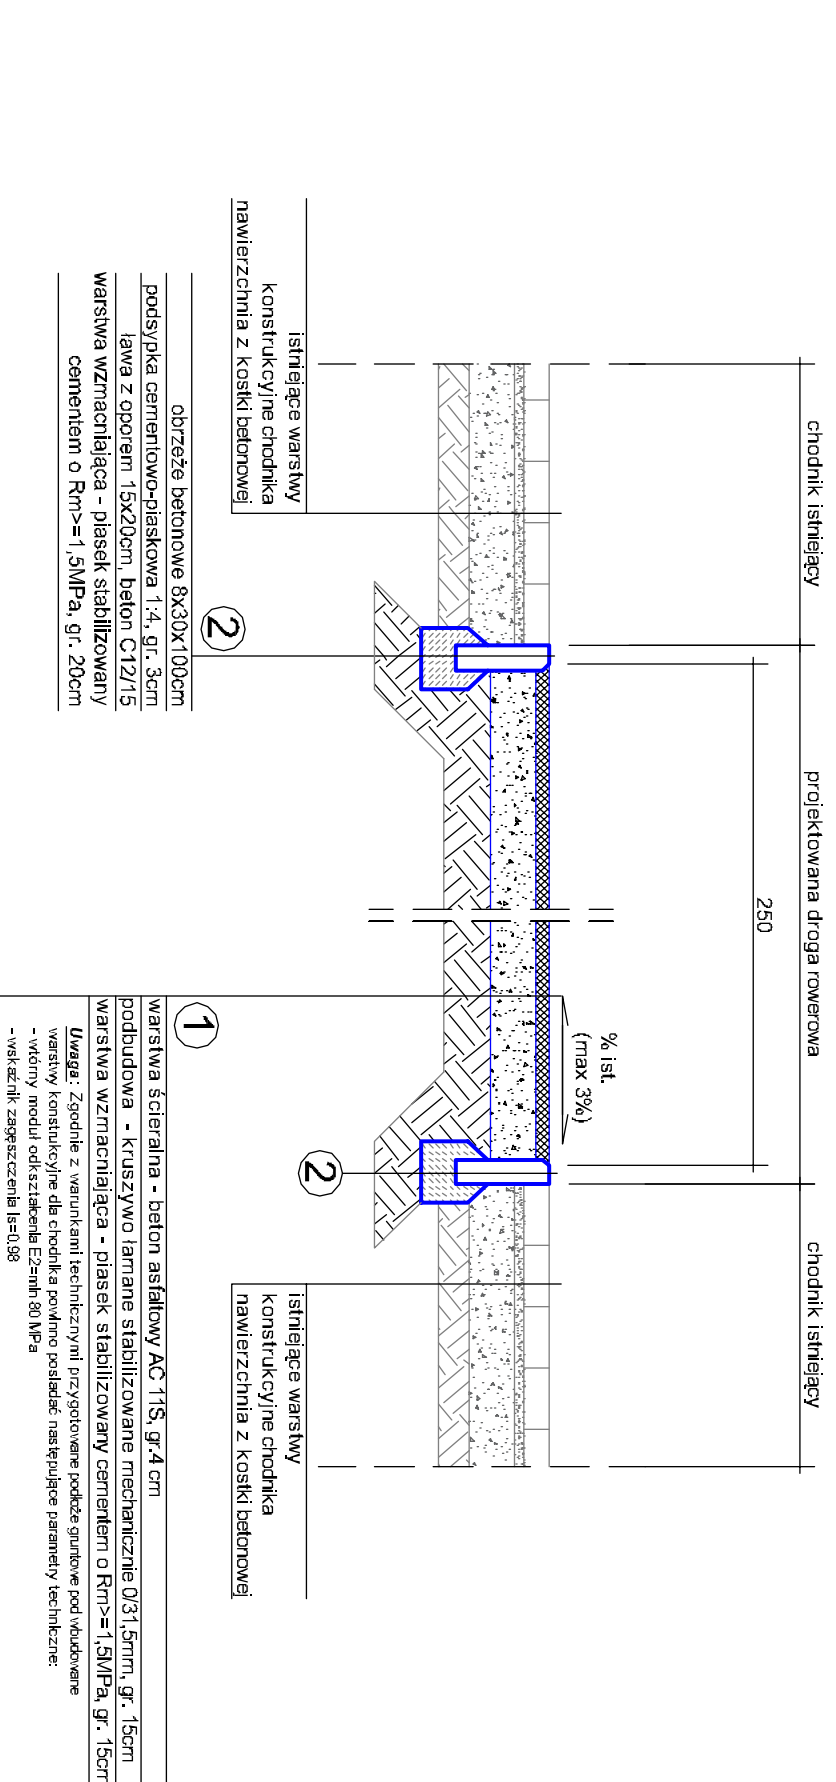 chodnik istniejący
projektowana droga rowerowa
chodnik istniejący
250
% ist.
(max 3%)
istniejące warstwy
konstrukcyjne chodnika
nawierzchnia z kostki betonowej
istniejące warstwy
konstrukcyjne chodnika
nawierzchnia z kostki betonowej
2
2
obrzeże betonowe 8x30x100cm
podsypka cementowo-piaskowa 1:4, gr. 3cm
ława z oporem 15x20cm, beton C12/15
warstwa wzmacniająca - piasek stabilizowany
cementem o Rm>=1,5MPa, gr. 20cm
1
warstwa ścieralna - beton asfaltowy AC 11S, gr.4 cm
podbudowa - kruszywo łamane stabilizowane mechanicznie 0/31,5mm, gr. 15cm
warstwa wzmacniająca - piasek stabilizowany cementem o Rm>=1,5MPa, gr. 15cm
Uwaga: Zgodnie z warunkami technicznymi przygotowane podłoże gruntowe pod wbudowane
warstwy konstrukcyjne dla chodnika powinno posiadać następujące parametry techniczne:
- wtórny moduł odkształcenia E2=min 80 MPa
- wskaźnik zagęszczenia Is=0.98